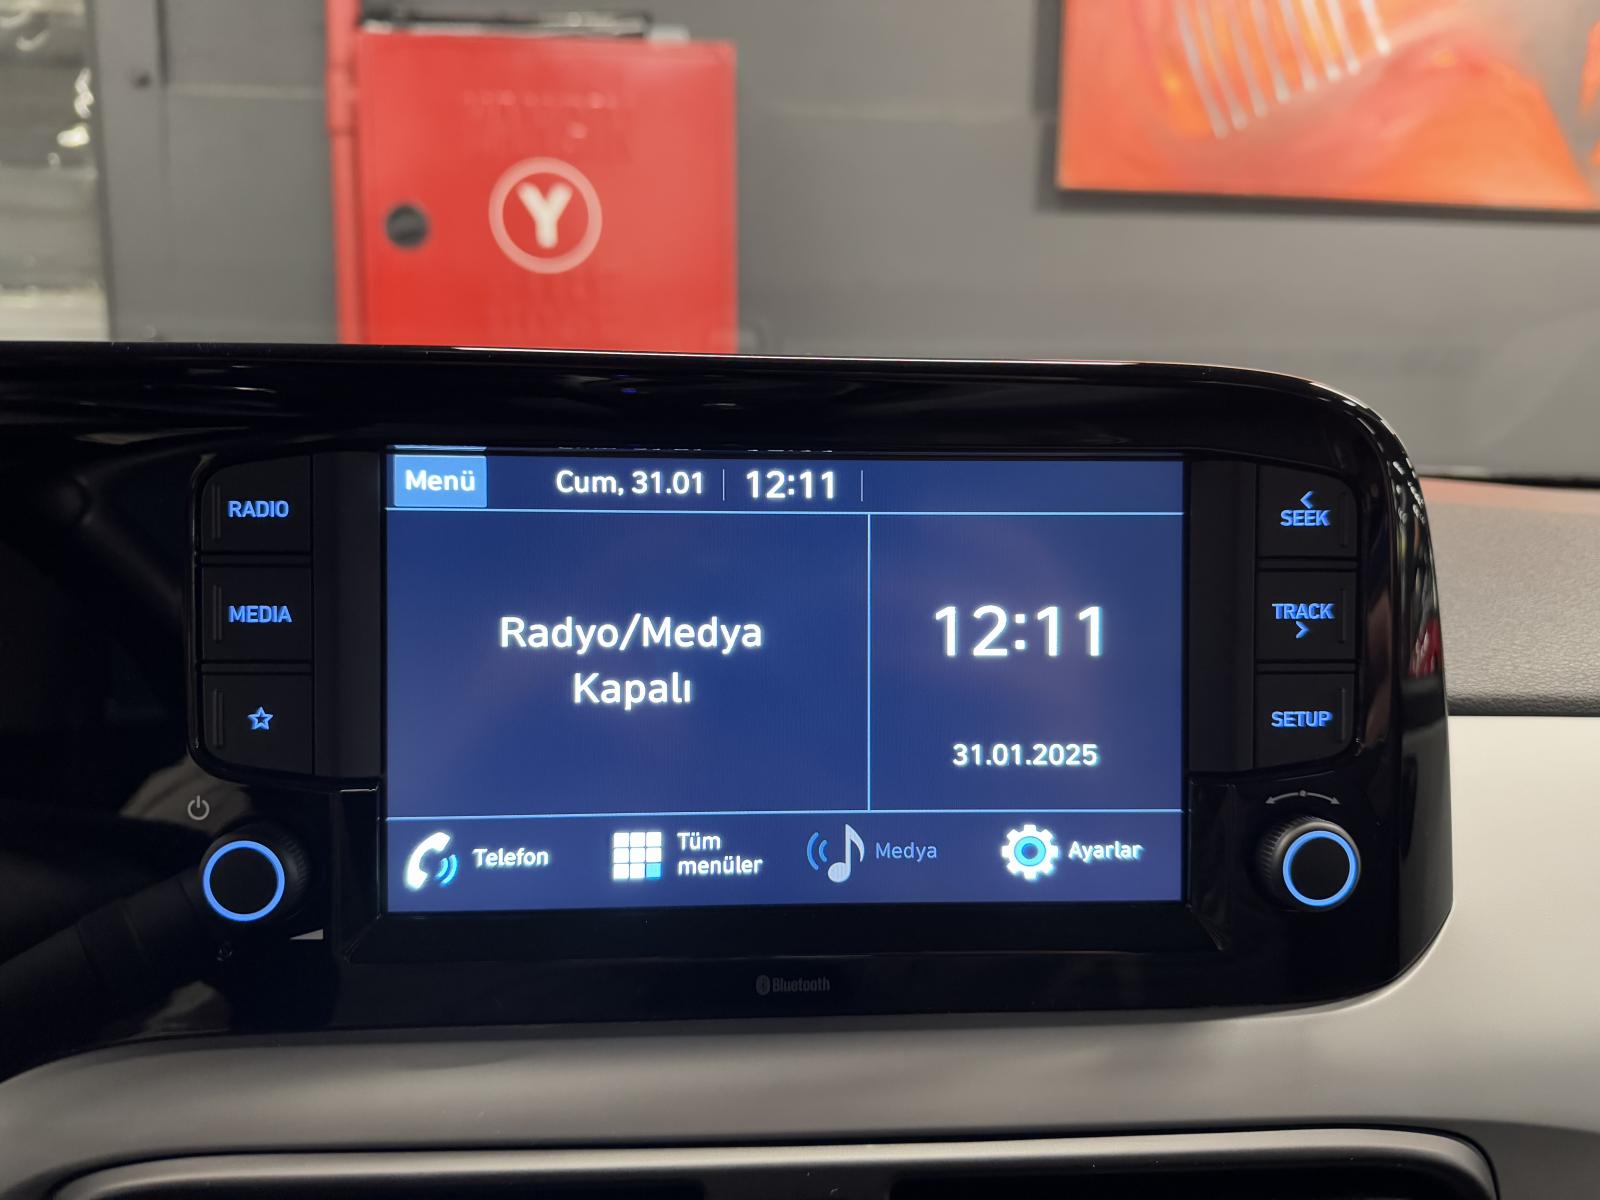 Y
RADIO
MEDIA
Menü
Cum, 31.01
12:11
Radyo/Medya
Kapalı
12:11
31.01.2025
Telefon
Tüm
menüler
Medya
Ayarlar
SEEK
TRACK
SETUP
Bluetooth